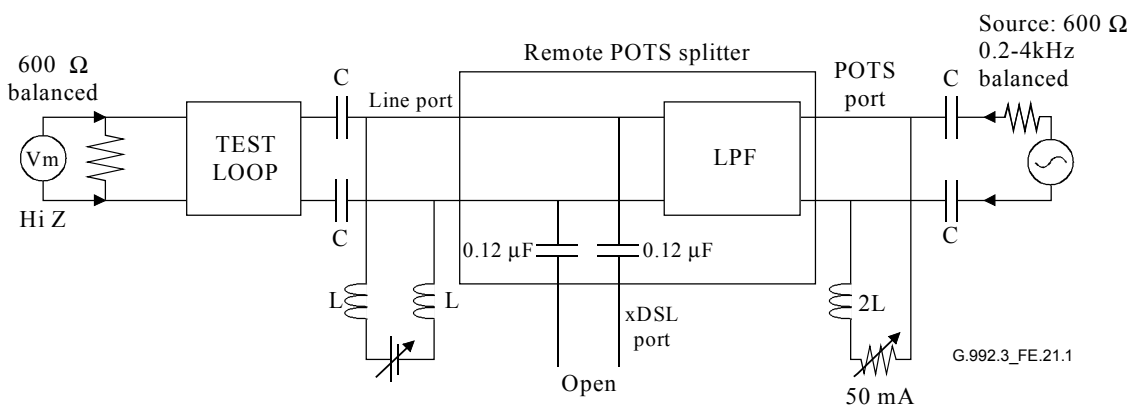 Source: 600 Ω
0.2-4kHz
balanced
Remote POTS splitter
600 Ω
balanced
C
Line port
POTS
port
C
Vm
TEST
LOOP
LPF
Hi Z
C
C
0.12 µF
0.12 µF
L
L
xDSL
port
2L
Open
50 mA
G.992.3_FE.21.1